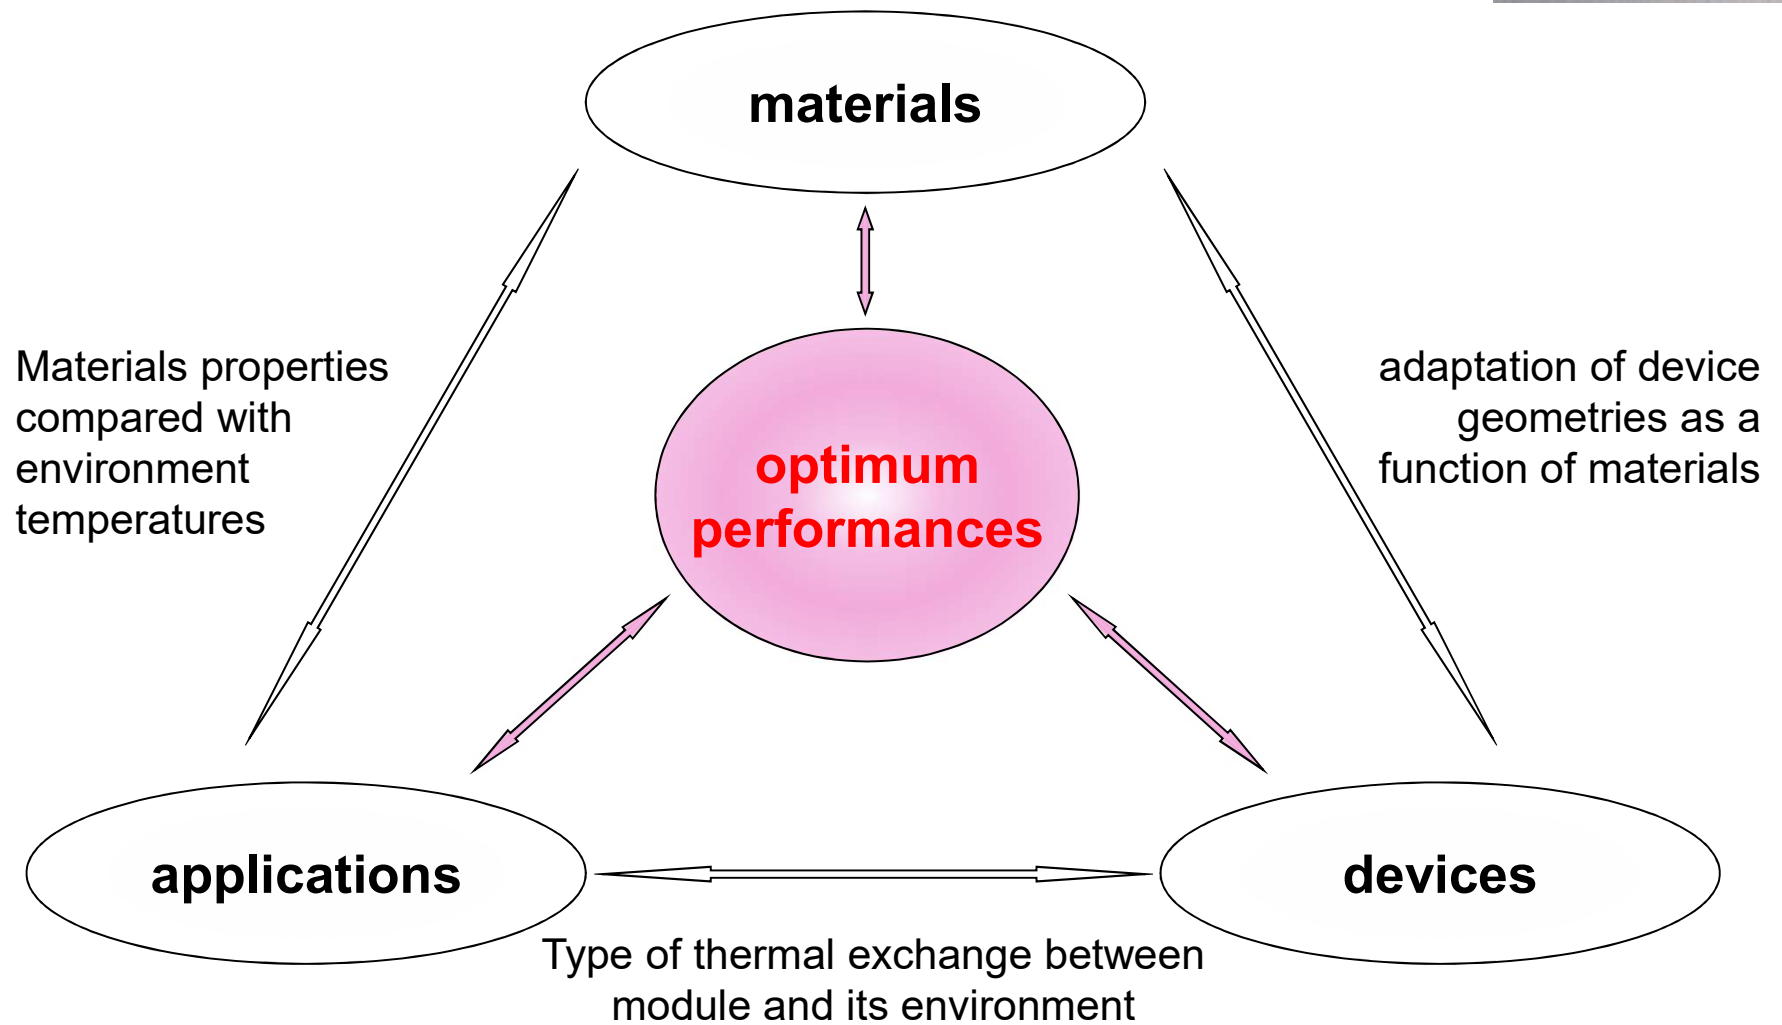 materials
Materials properties
compared with
environment
temperatures
adaptation of device
geometries as a
function of materials
optimum
performances
applications
devices
Type of thermal exchange between
module and its environment